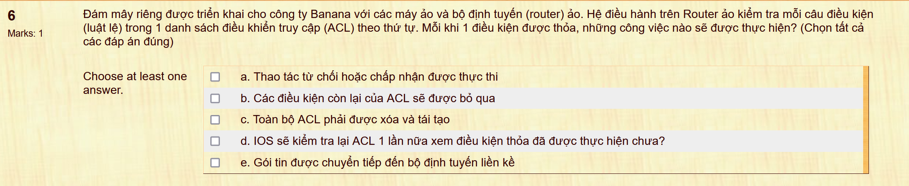 6
Marks: 1
Đám mây riêng được triển khai cho công ty Banana với các máy ảo và bộ định tuyến (router) ảo. Hệ điều hành trên Router ảo kiểm tra mỗi câu điều kiện
(luật lệ) trong 1 danh sách điều khiển truy cập (ACL) theo thứ tự. Mỗi khi 1 điều kiện được thỏa, những công việc nào sẽ được thực hiện? (Chọn tất cả
các đáp án đúng)
Choose at least one
answer.
a. Thao tác từ chối hoặc chấp nhận được thực thi
b. Các điều kiện còn lại của ACL sẽ được bỏ qua
c. Toàn bộ ACL phải được xóa và tái tạo
d. IOS sẽ kiểm tra lại ACL 1 lần nữa xem điều kiện thỏa đã được thực hiện chưa?
e. Gói tin được chuyển tiếp đến bộ định tuyến liền kề